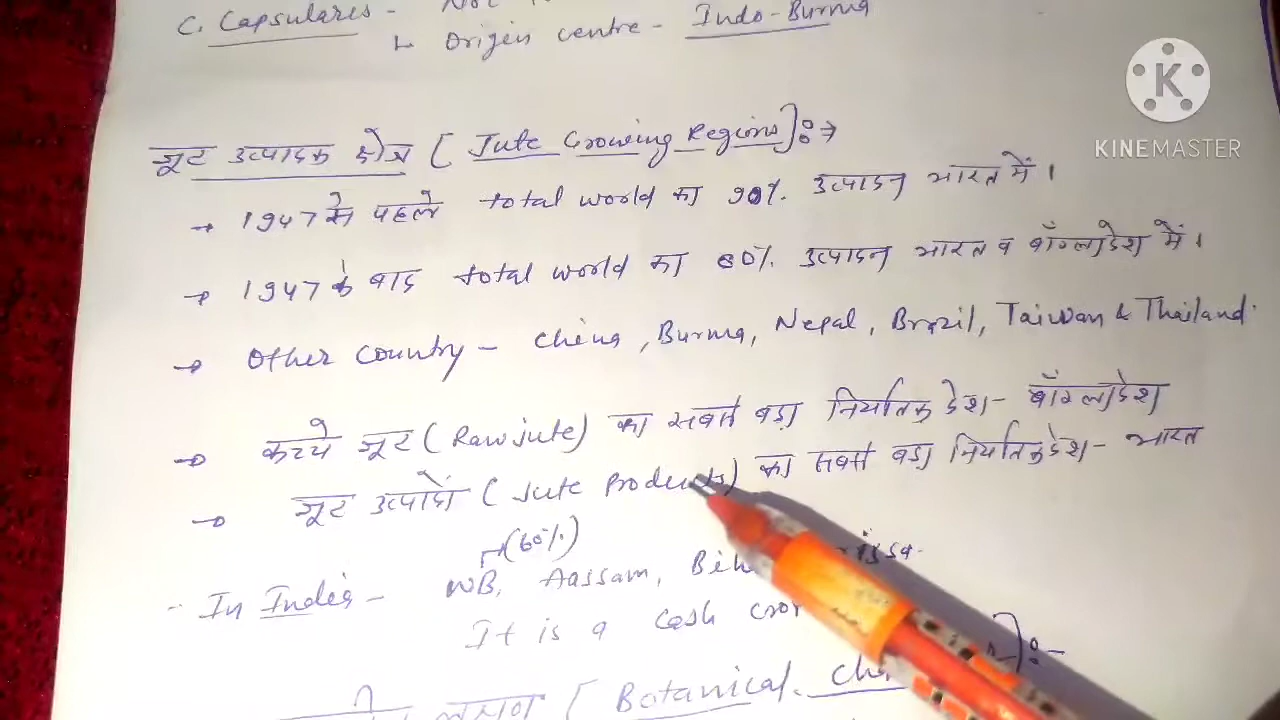 C. Capsulares -
↳ Origin centre - Indo-Burma
K
KINEMASTER
जूट उत्पादक क्षेत्र [ Jute Growing Regions ]:→
→ 1947 से पहले total world का 90% उत्पादन भारत में।
→ 1947 के बाद total world का 80% उत्पादन भारत व बाँग्लादेश में।
→ Other country - China, Burma, Nepal, Brazil, Taiwan & Thailand.
→ कच्चे जूट (Raw jute) का सबसे बड़ा निर्यातक देश - बाँग्लादेश
→ जूट उत्पादों (Jute Products) का सबसे बड़ा निर्यातक देश - भारत
(60%)
In India - WB, Aassam,
It is a cash
[ Botanical